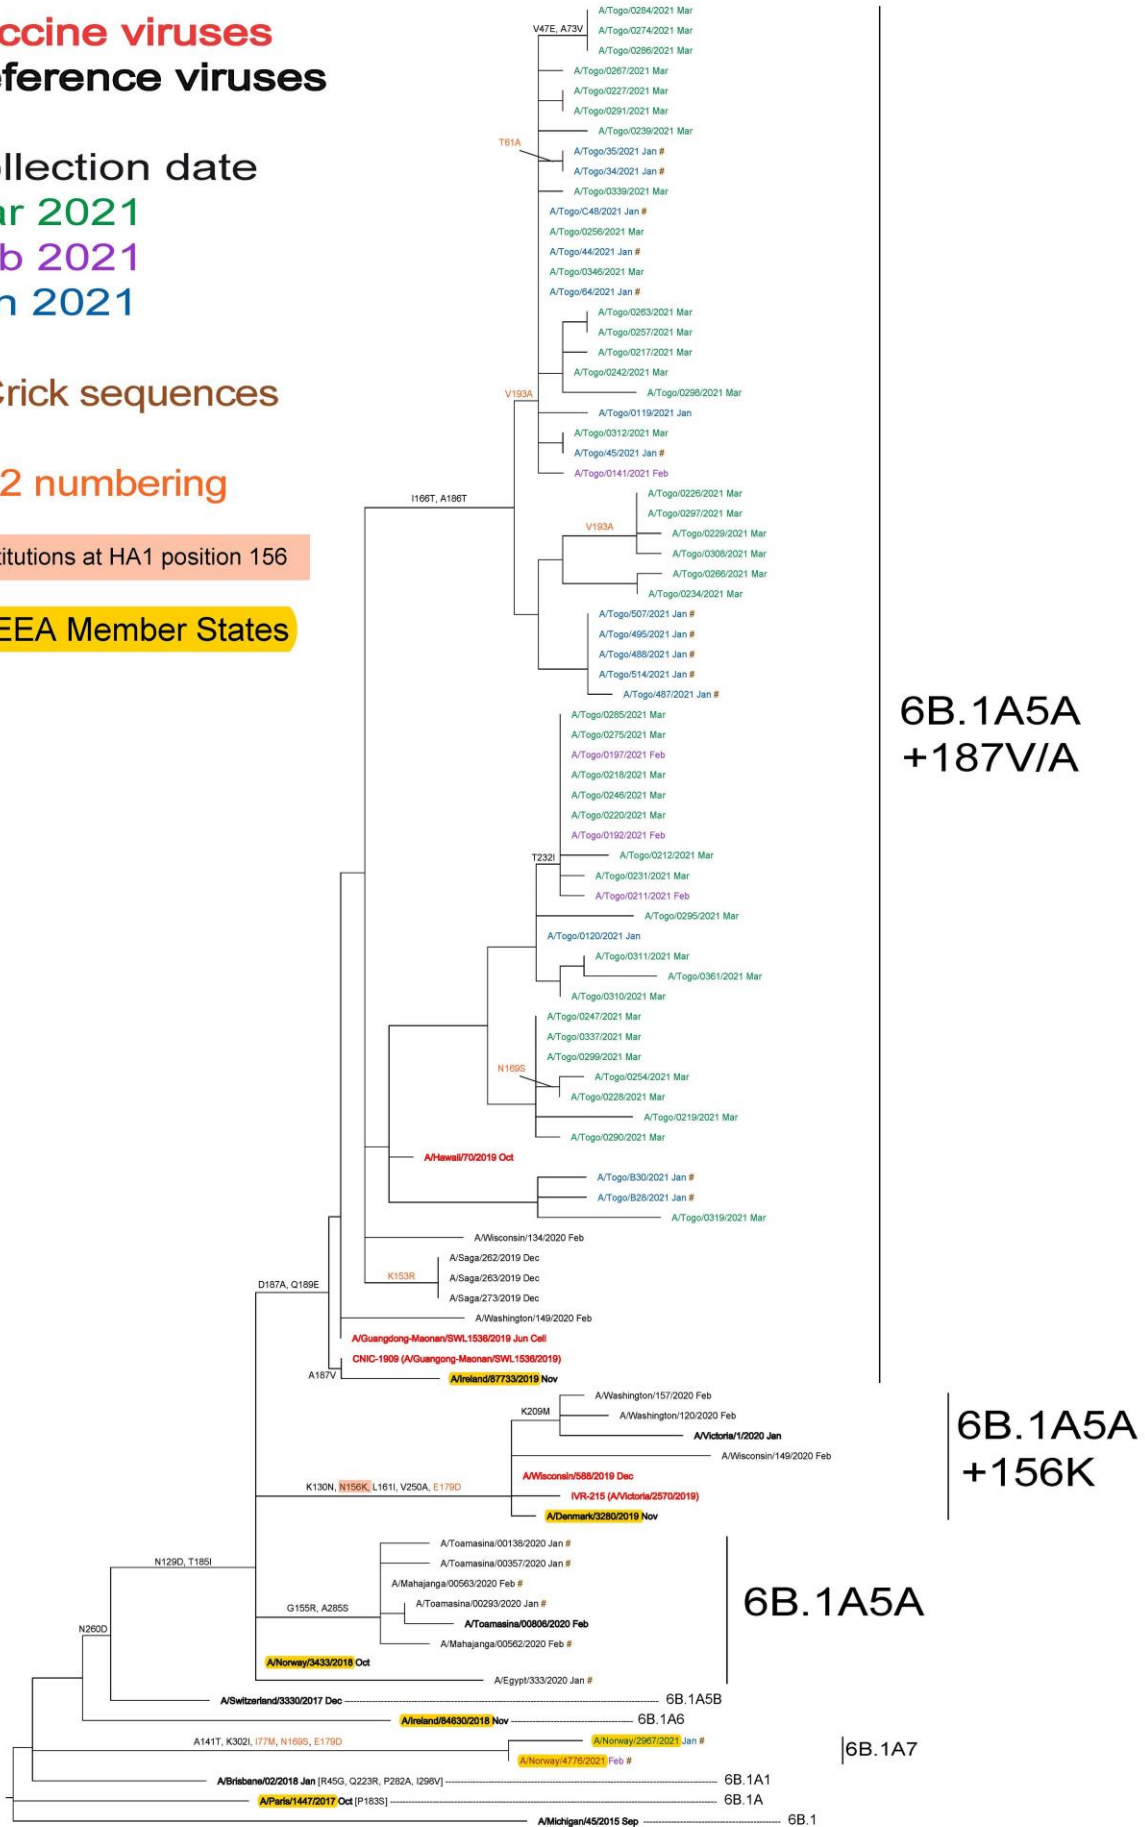 ccine viruses
ference viruses
llection date
ar 2021
b 2021
n 2021
Crick sequences
2 numbering
titutions at HA1 position 156
EEA Member States
A/Togo/0284/2021 Mar
V47E, A73V
A/Togo/0274/2021 Mar
A/Togo/0286/2021 Mar
A/Togo/0267/2021 Mar
A/Togo/0227/2021 Mar
A/Togo/0291/2021 Mar
A/Togo/0239/2021 Mar
T61A
A/Togo/35/2021 Jan #
A/Togo/34/2021 Jan #
A/Togo/0339/2021 Mar
A/Togo/C48/2021 Jan #
A/Togo/0256/2021 Mar
A/Togo/44/2021 Jan #
A/Togo/0346/2021 Mar
A/Togo/64/2021 Jan #
A/Togo/0263/2021 Mar
A/Togo/0257/2021 Mar
A/Togo/0217/2021 Mar
A/Togo/0242/2021 Mar
V193A
A/Togo/0298/2021 Mar
A/Togo/0119/2021 Jan
A/Togo/0312/2021 Mar
A/Togo/45/2021 Jan #
A/Togo/0141/2021 Feb
I166T, A186T
A/Togo/0226/2021 Mar
A/Togo/0297/2021 Mar
V193A
A/Togo/0229/2021 Mar
A/Togo/0308/2021 Mar
A/Togo/0266/2021 Mar
A/Togo/0234/2021 Mar
A/Togo/507/2021 Jan #
A/Togo/495/2021 Jan #
A/Togo/488/2021 Jan #
A/Togo/514/2021 Jan #
A/Togo/487/2021 Jan #
6B.1A5A
+187V/A
A/Togo/0285/2021 Mar
A/Togo/0275/2021 Mar
A/Togo/0197/2021 Feb
A/Togo/0218/2021 Mar
A/Togo/0246/2021 Mar
A/Togo/0220/2021 Mar
A/Togo/0192/2021 Feb
T232I
A/Togo/0212/2021 Mar
A/Togo/0231/2021 Mar
A/Togo/0211/2021 Feb
A/Togo/0295/2021 Mar
A/Togo/0120/2021 Jan
A/Togo/0311/2021 Mar
A/Togo/0361/2021 Mar
A/Togo/0310/2021 Mar
A/Togo/0247/2021 Mar
A/Togo/0337/2021 Mar
A/Togo/0299/2021 Mar
N169S
A/Togo/0254/2021 Mar
A/Togo/0228/2021 Mar
A/Togo/0219/2021 Mar
A/Togo/0290/2021 Mar
A/Hawaii/70/2019 Oct
A/Togo/B30/2021 Jan #
A/Togo/B28/2021 Jan #
A/Togo/0319/2021 Mar
A/Wisconsin/134/2020 Feb
A/Saga/262/2019 Dec
K153R
A/Saga/263/2019 Dec
D187A, Q189E
A/Saga/273/2019 Dec
A/Washington/149/2020 Feb
A/Guangdong-Maonan/SWL1536/2019 Jun Cell
CNIC-1909 (A/Guangong-Maonan/SWL1536/2019)
A187V
A/Ireland/87733/2019 Nov
A/Washington/157/2020 Feb
K209M
A/Washington/120/2020 Feb
A/Victoria/1/2020 Jan
A/Wisconsin/149/2020 Feb
6B.1A5A
+156K
A/Wisconsin/588/2019 Dec
K130N, N156K, L161I, V250A, E179D
IVR-215 (A/Victoria/2570/2019)
A/Denmark/3280/2019 Nov
A/Toamasina/00138/2020 Jan #
N129D, T185I
A/Toamasina/00357/2020 Jan #
A/Mahajanga/00563/2020 Feb #
A/Toamasina/00293/2020 Jan #
G155R, A285S
A/Toamasina/00806/2020 Feb
6B.1A5A
A/Mahajanga/00562/2020 Feb #
N260D
A/Norway/3433/2018 Oct
A/Egypt/333/2020 Jan #
A/Switzerland/3330/2017 Dec 6B.1A5B
A/Ireland/84630/2018 Nov 6B.1A6
A141T, K302I, I77M, N169S, E179D
A/Norway/2967/2021 Jan #
A/Norway/4776/2021 Feb #
6B.1A7
A/Brisbane/02/2018 Jan [R45G, Q223R, P282A, I298V] 6B.1A1
A/Paris/1447/2017 Oct [P183S] 6B.1A
A/Michigan/45/2015 Sep 6B.1